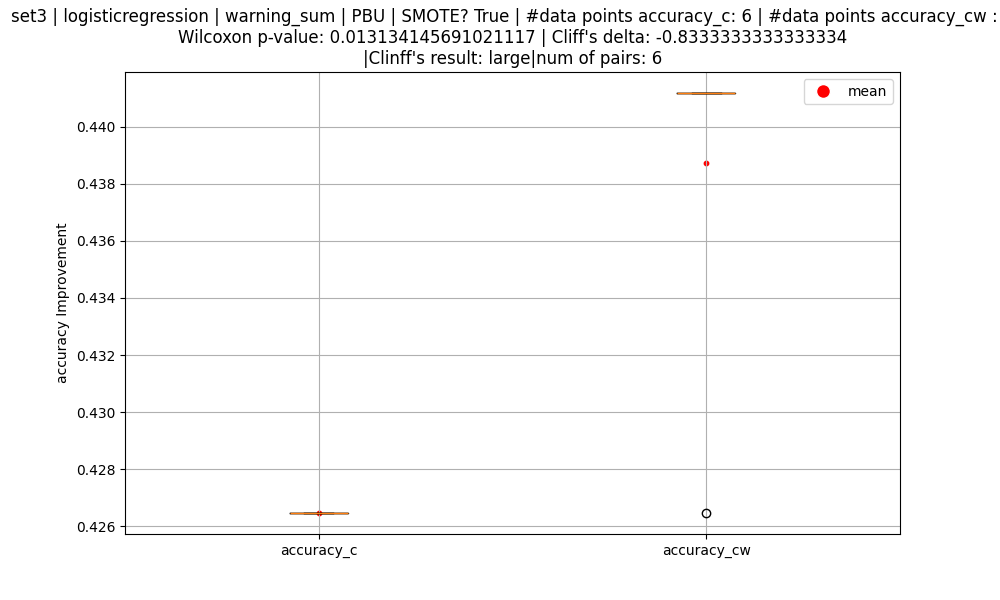 set3 | logisticregression | warning_sum | PBU | SMOTE? True | #data points accuracy_c: 6 | #data points accuracy_cw :
Wilcoxon p-value: 0.013134145691021117 | Cliff's delta: -0.8333333333333334
|Clinff's result: large|num of pairs: 6
mean
0.440
0.438
0.436
0.434
0.432
0.430
0.428
0.426
accuracy Improvement
accuracy_c
accuracy_cw